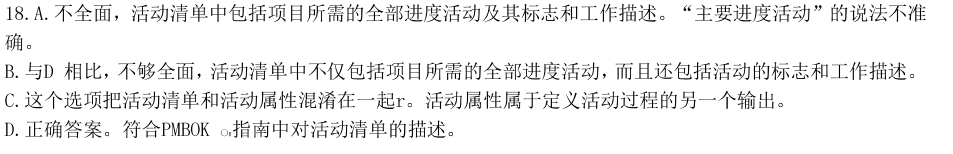 18.A.不全面，活动清单中包括项目所需的全部进度活动及其标志和工作描述。“主要进度活动”的说法不准
确。
B.与D 相比，不够全面，活动清单中不仅包括项目所需的全部进度活动，而且还包括活动的标志和工作描述。
C.这个选项把活动清单和活动属性混淆在一起r。活动属性属于定义活动过程的另一个输出。
D.正确答案。符合PMBOK 指南中对活动清单的描述。